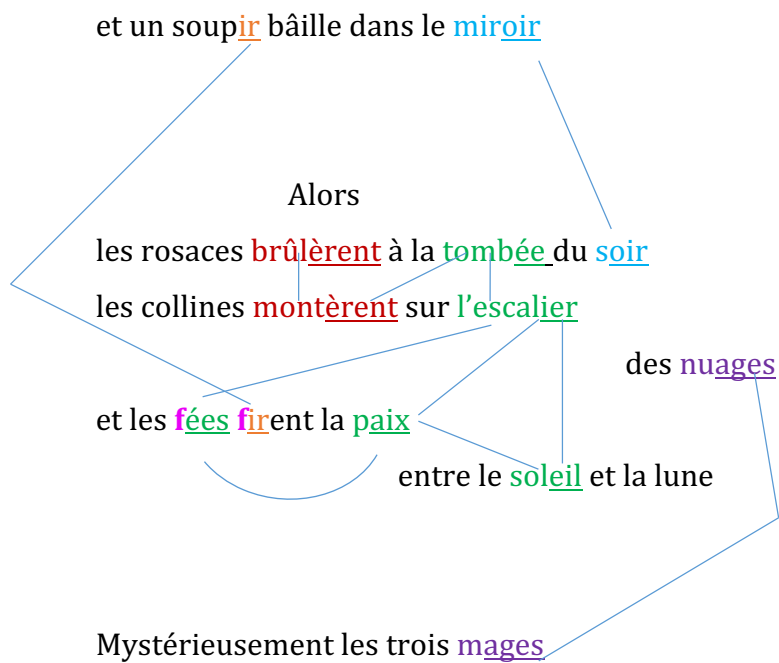 et un soupir bâille dans le miroir
Alors
les rosaces brûlèrent à la tombée du soir
les collines montèrent sur l'escalier
des nuages
et les fées firent la paix
entre le soleil et la lune
Mystérieusement les trois mages